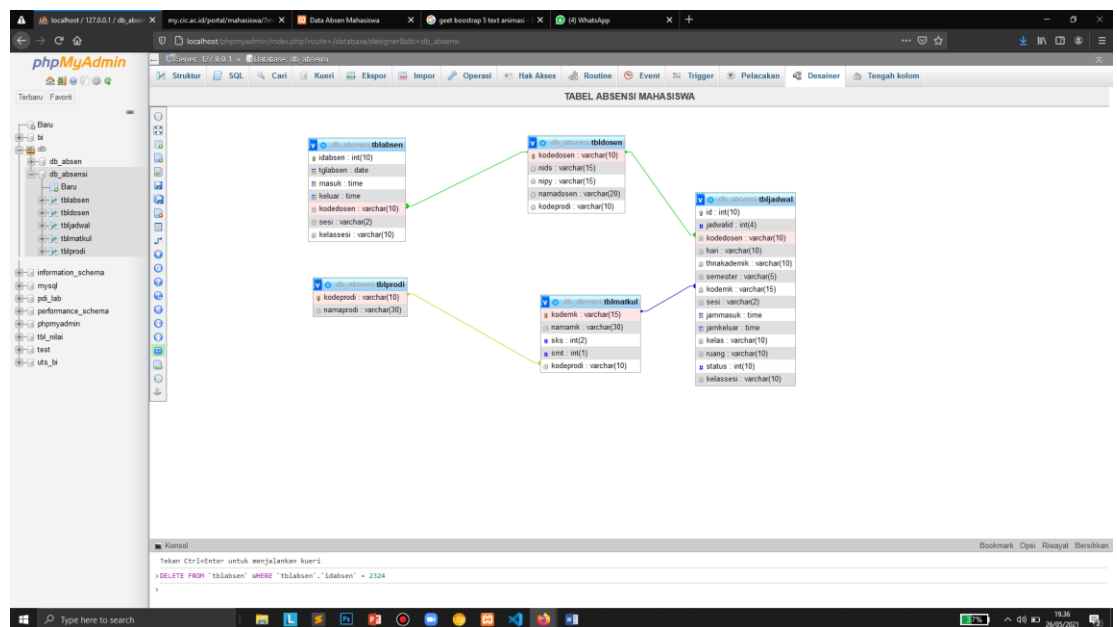 localhost / 127.0.0.1 / db_absen
my.cic.ac.id/portal/mahasiswa/?m
Data Absen Mahasiswa
geet boostrap 5 text animasi -
(4) WhatsApp
localhost/phpmyadmin/index.php?route=/database/designer&db=db_absensi
phpMyAdmin
Terbaru Favorit
Baru
bi
db
db_absen
db_absensi
Baru
tblabsen
tbldosen
tbljadwal
tblmatkul
tblprodi
information_schema
mysql
pdi_lab
performance_schema
phpmyadmin
tbl_nilai
test
uts_bi
Server: 127.0.0.1 » Database: db_absensi
Struktur SQL Cari Kueri Ekspor Impor Operasi Hak Akses Routine Event Trigger Pelacakan Desainer Tengah kolom
TABEL ABSENSI MAHASISWA
db_absensi tblabsen
idabsen : int(10)
tglabsen : date
masuk : time
keluar : time
kodedosen : varchar(10)
sesi : varchar(2)
kelassesi : varchar(10)
db_absensi tbldosen
kodedosen : varchar(10)
nids : varchar(15)
nipy : varchar(15)
namadosen : varchar(20)
kodeprodi : varchar(10)
db_absensi tbljadwal
id : int(10)
jadwalid : int(4)
kodedosen : varchar(10)
hari : varchar(10)
thnakademik : varchar(10)
semester : varchar(5)
kodemk : varchar(15)
sesi : varchar(2)
jammasuk : time
jamkeluar : time
kelas : varchar(10)
ruang : varchar(10)
status : int(10)
kelassesi : varchar(10)
db_absensi tblprodi
kodeprodi : varchar(10)
namaprodi : varchar(30)
db_absensi tblmatkul
kodemk : varchar(15)
namamk : varchar(30)
sks : int(2)
smt : int(1)
kodeprodi : varchar(10)
Konsol
Bookmark Opsi Riwayat Bersihkan
Tekan Ctrl+Enter untuk menjalankan kueri
>DELETE FROM `tblabsen` WHERE `tblabsen`.`idabsen` = 2324
>
Type here to search
37%
19.36
26/05/2021